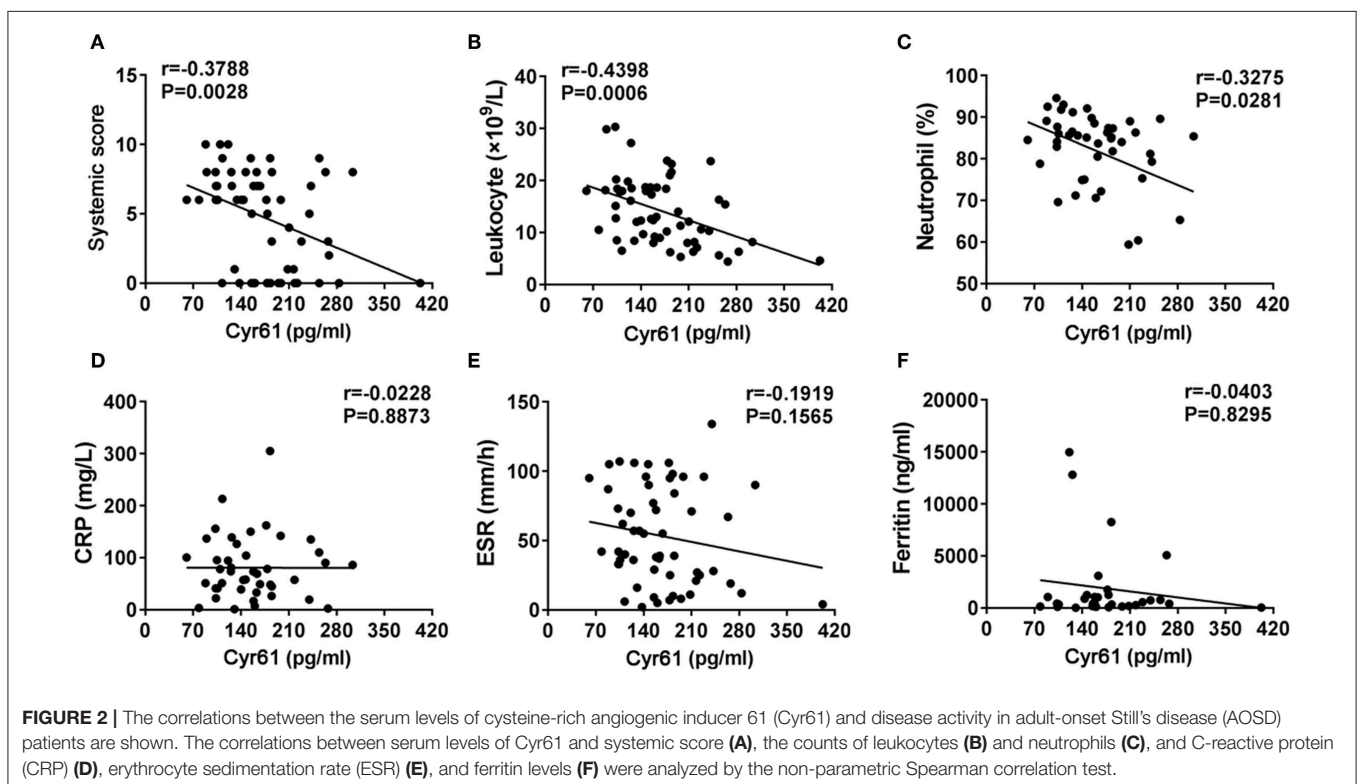 A
r=-0.3788
P=0.0028
Systemic score
15
10
5
0
0 70 140 210 280 350 420
Cyr61 (pg/ml)
B
r=-0.4398
P=0.0006
Leukocyte (×10⁹/L)
40
30
20
10
0
0 70 140 210 280 350 420
Cyr61 (pg/ml)
C
r=-0.3275
P=0.0281
Neutrophil (%)
100
90
80
70
60
50
0 70 140 210 280 350 420
Cyr61 (pg/ml)
D
r=-0.0228
P=0.8873
CRP (mg/L)
400
300
200
100
0
0 70 140 210 280 350 420
Cyr61 (pg/ml)
E
r=-0.1919
P=0.1565
ESR (mm/h)
150
100
50
0
0 70 140 210 280 350 420
Cyr61 (pg/ml)
F
r=-0.0403
P=0.8295
Ferritin (ng/ml)
20000
15000
10000
5000
0
0 70 140 210 280 350 420
Cyr61 (pg/ml)
FIGURE 2 | The correlations between the serum levels of cysteine-rich angiogenic inducer 61 (Cyr61) and disease activity in adult-onset Still's disease (AOSD)
patients are shown. The correlations between serum levels of Cyr61 and systemic score (A), the counts of leukocytes (B) and neutrophils (C), and C-reactive protein
(CRP) (D), erythrocyte sedimentation rate (ESR) (E), and ferritin levels (F) were analyzed by the non-parametric Spearman correlation test.